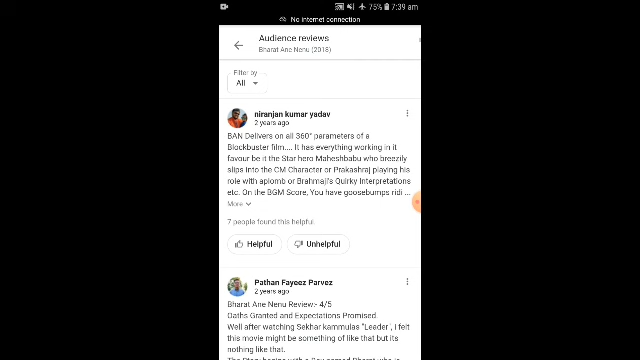 75% 7:39 am
No internet connection
Audience reviews
Bharat Ane Nenu (2018)
Filter by
All
niranjan kumar yadav
2 years ago
BAN Delivers on all 360° parameters of a
Blockbuster film.... It has everything working in it
favour be it the Star hero Maheshbabu who breezily
slips into the CM Character or Prakashraj playing his
role with aplomb or Brahmaji's Quirky Interpretations
etc. On the BGM Score, You have goosebumps ridi ...
More
7 people found this helpful.
Helpful
Unhelpful
Pathan Fayeez Parvez
2 years ago
Bharat Ane Nenu Review:- 4/5
Oaths Granted and Expectations Promised.
Well after watching Sekhar kammulas "Leader", i felt
this movie might be something of like that but its
nothing like that.